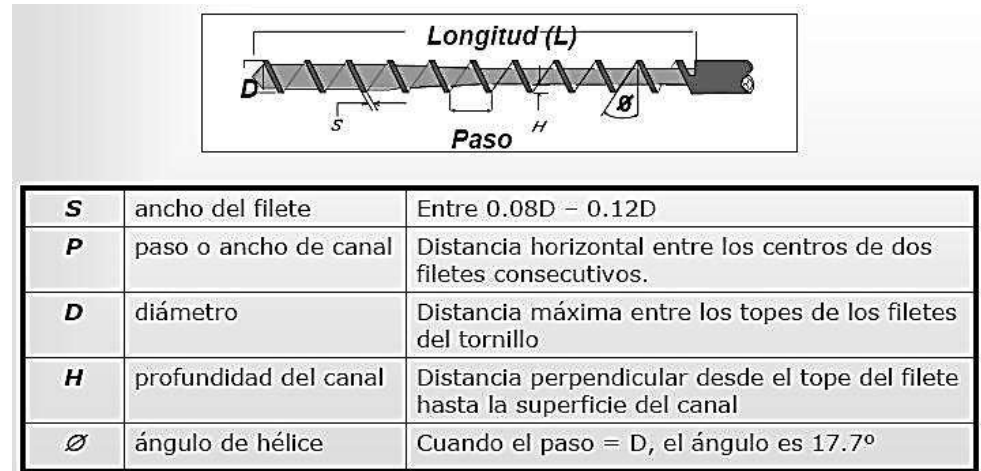 Longitud (L)
D
S
Paso
H
Ø
S ancho del filete Entre 0.08D – 0.12D
P paso o ancho de canal Distancia horizontal entre los centros de dos
filetes consecutivos.
D diámetro Distancia máxima entre los topes de los filetes
del tornillo
H profundidad del canal Distancia perpendicular desde el tope del filete
hasta la superficie del canal
Ø ángulo de hélice Cuando el paso = D, el ángulo es 17.7º